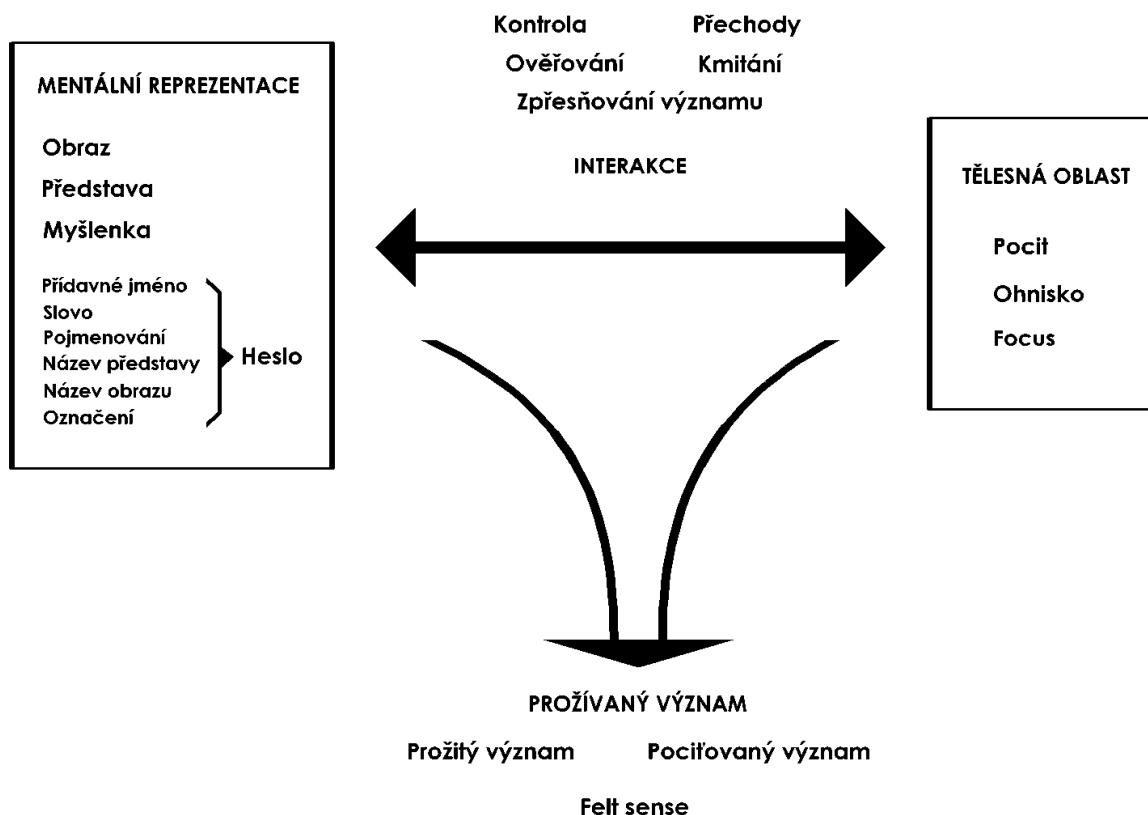 Kontrola Přechody
Ověřování Kmitání
Zpřesňování významu
INTERAKCE
MENTÁLNÍ REPREZENTACE
Obraz
Představa
Myšlenka
Přídavné jméno
Slovo
Pojmenování
Název představy
Název obrazu
Označení
Heslo
TĚLESNÁ OBLAST
Pocit
Ohnisko
Focus
PROŽÍVANÝ VÝZNAM
Prožitý význam Pociťovaný význam
Felt sense